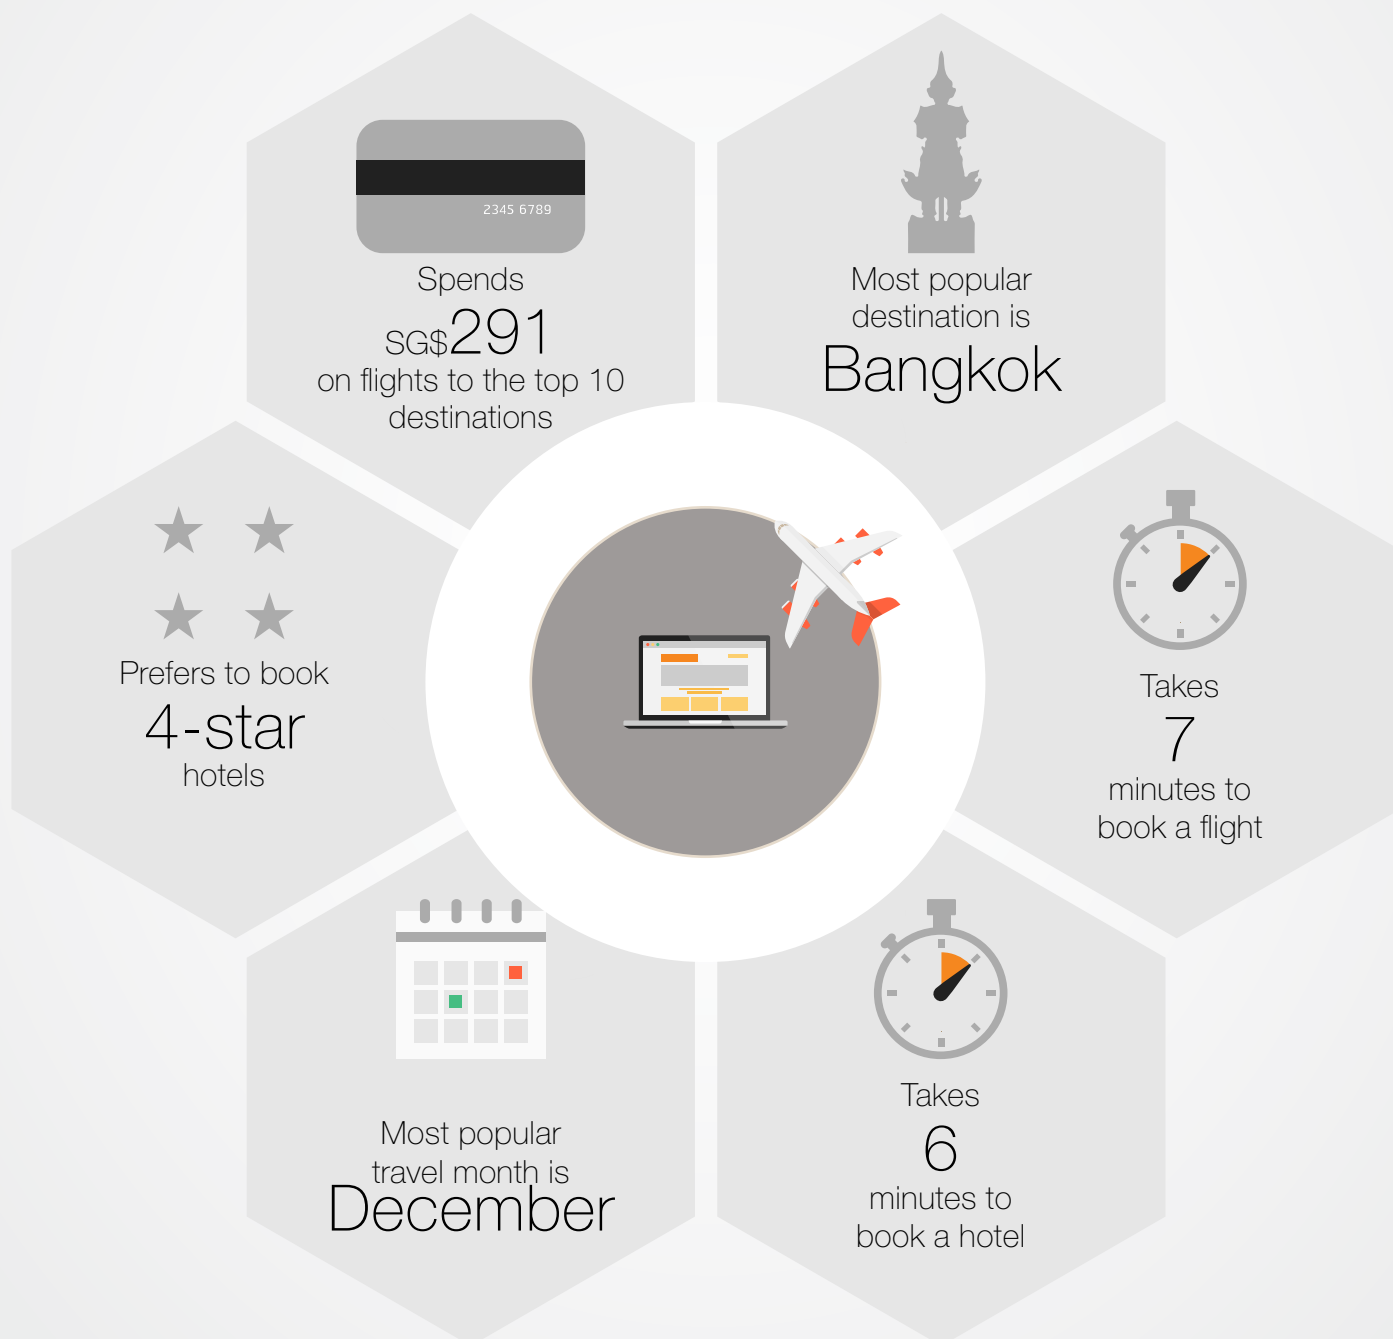 2345 6789
Spends
SG$291
on flights to the top 10
destinations
Most popular
destination is
Bangkok
Prefers to book
4-star
hotels
Takes
7
minutes to
book a flight
Most popular
travel month is
December
Takes
6
minutes to
book a hotel